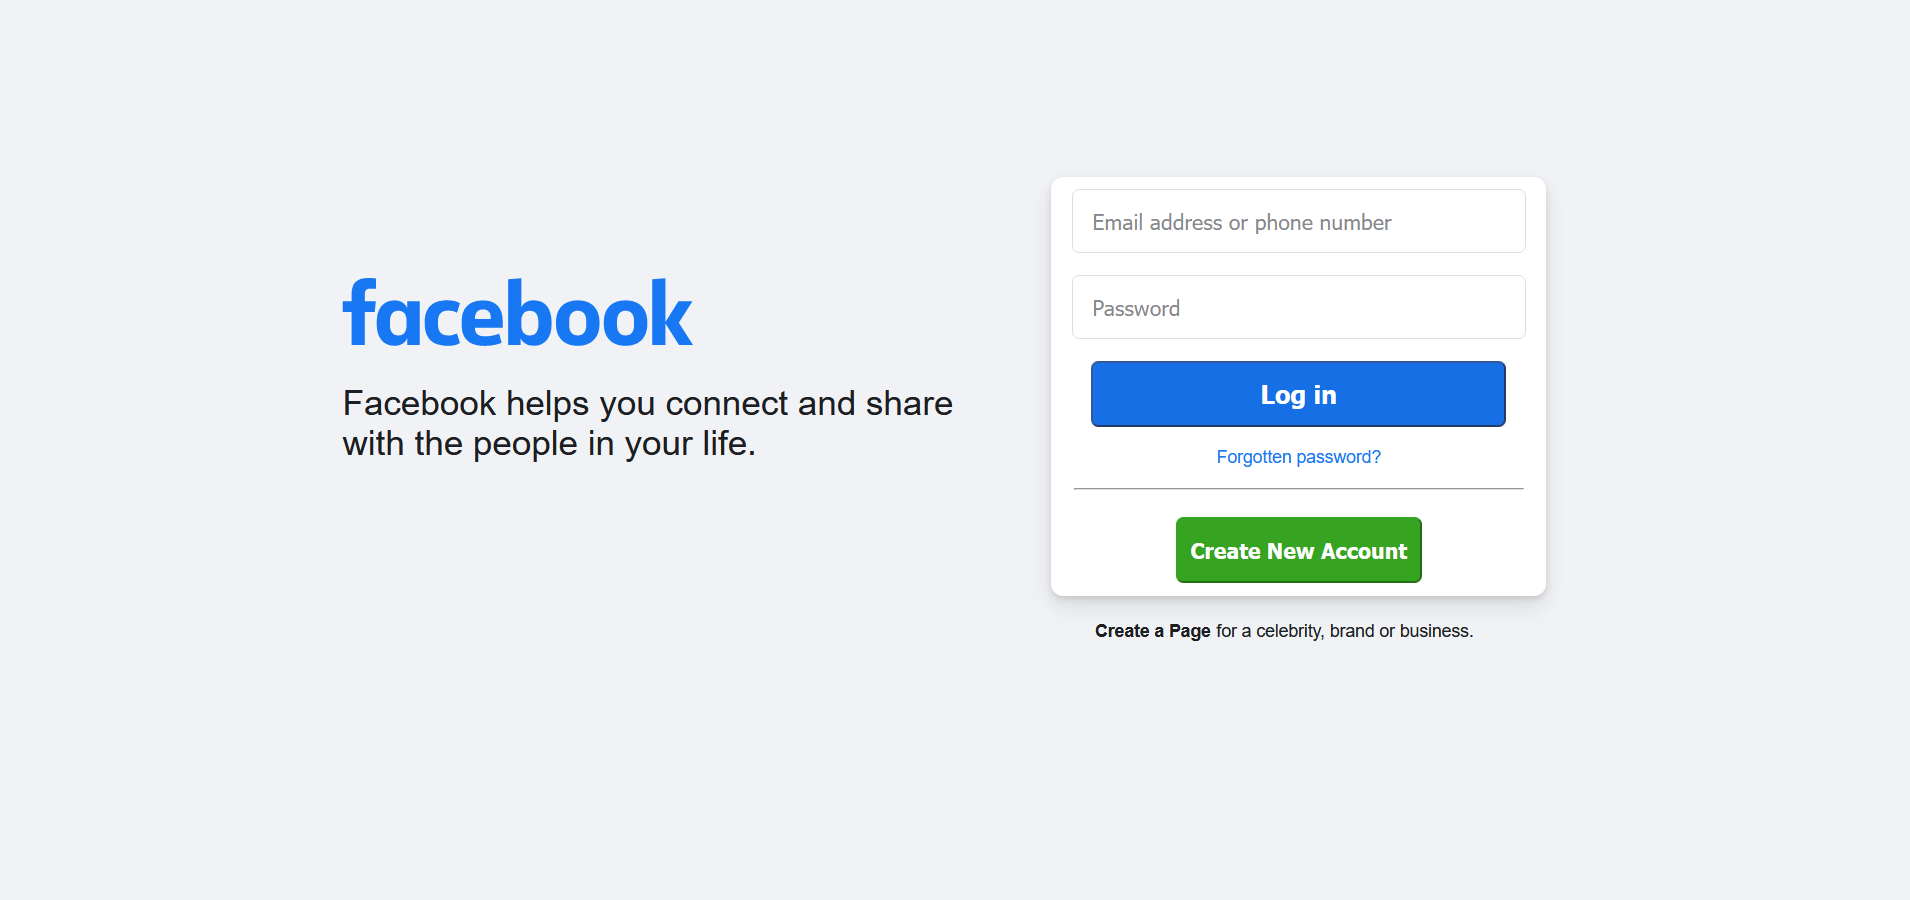 facebook
Facebook helps you connect and share
with the people in your life.
Email address or phone number
Password
Log in
Forgotten password?
Create New Account
Create a Page for a celebrity, brand or business.